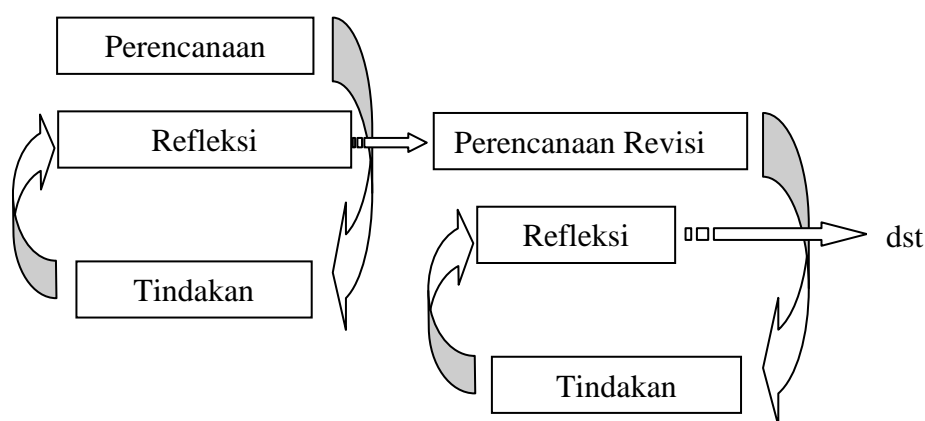 Perencanaan
Refleksi
Tindakan
Perencanaan Revisi
Refleksi
dst
Tindakan